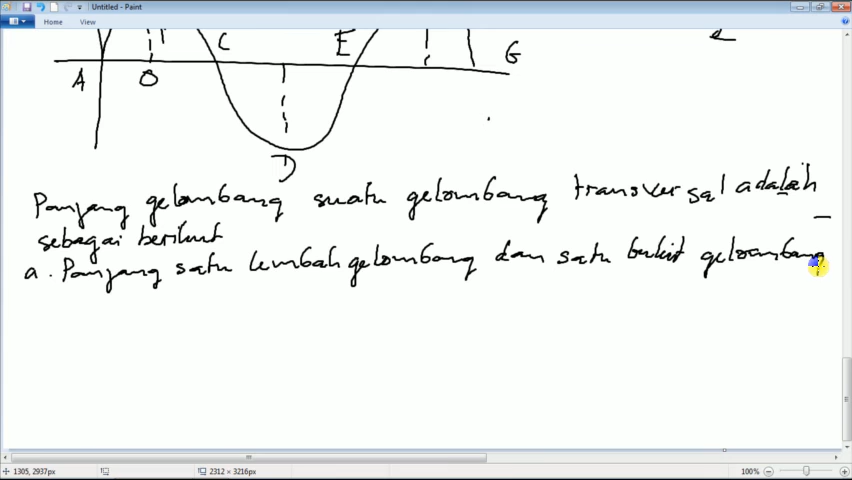 Untitled - Paint
Home View
C E G
A O
D
Panjang gelombang suatu gelombang transversal adalah
sebagai berikut
a. Panjang satu lembah gelombang dan satu bukit gelombang
1305, 2937px 2312 × 3216px 100%